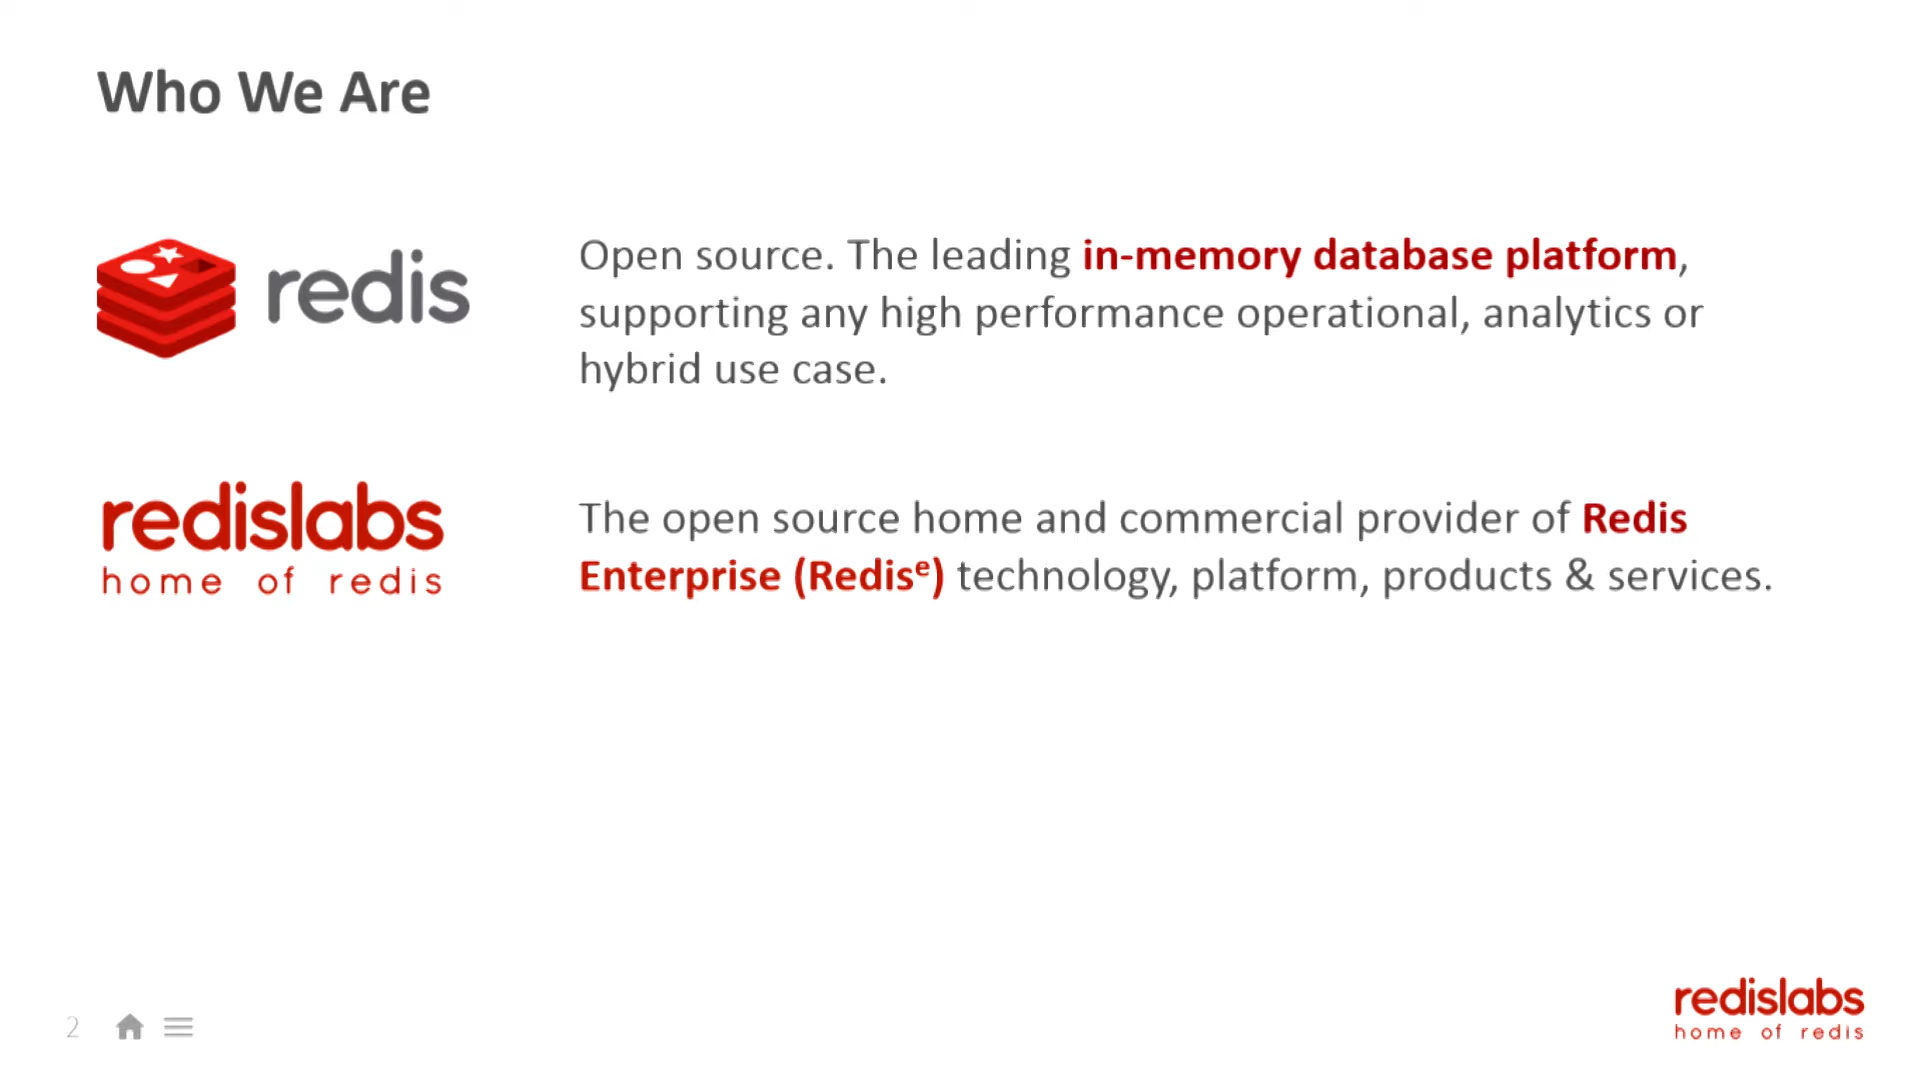 Who We Are
redis
Open source. The leading in-memory database platform,
supporting any high performance operational, analytics or
hybrid use case.
redislabs
home of redis
The open source home and commercial provider of Redis
Enterprise (Redisᵉ) technology, platform, products & services.
2
redislabs
home of redis